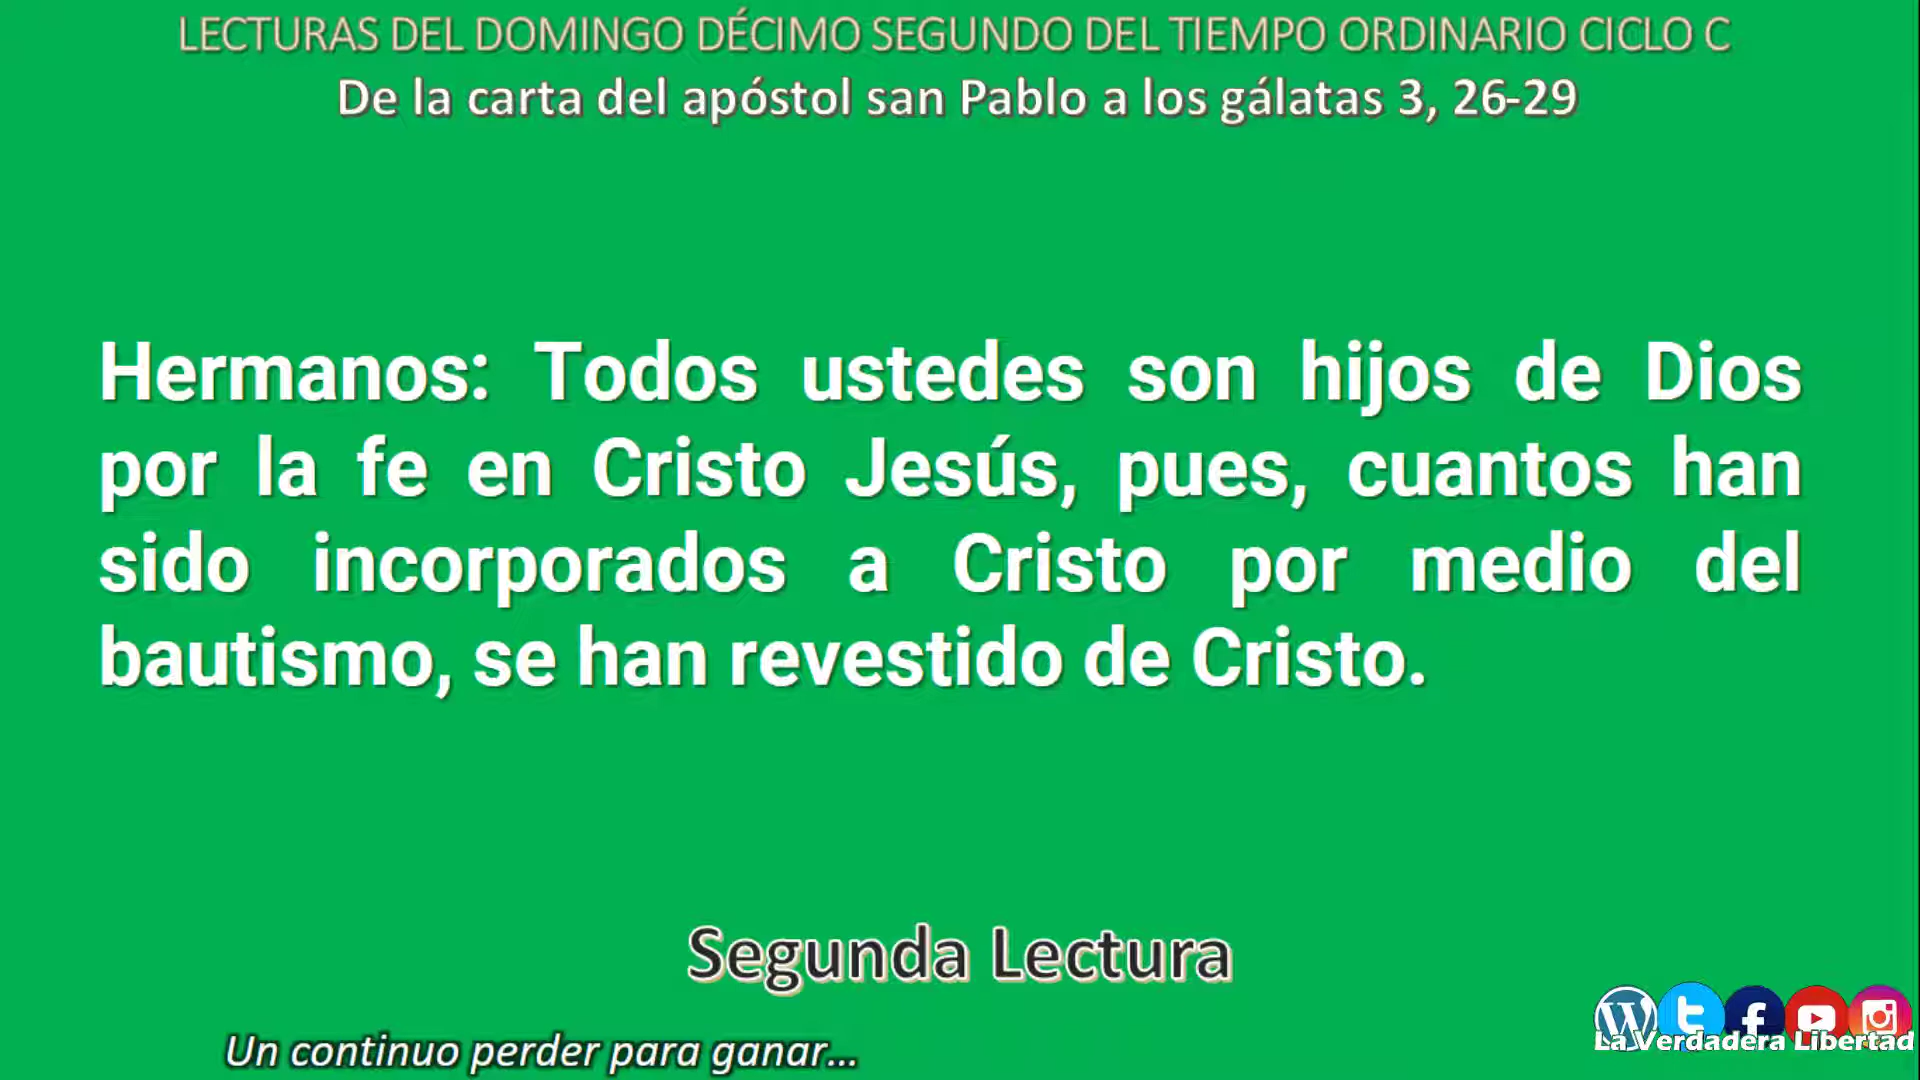 LECTURAS DEL DOMINGO DÉCIMO SEGUNDO DEL TIEMPO ORDINARIO CICLO C
De la carta del apóstol san Pablo a los gálatas 3, 26-29
Hermanos: Todos ustedes son hijos de Dios
por la fe en Cristo Jesús, pues, cuantos han
sido incorporados a Cristo por medio del
bautismo, se han revestido de Cristo.
Segunda Lectura
Un continuo perder para ganar...
La Verdadera Libertad